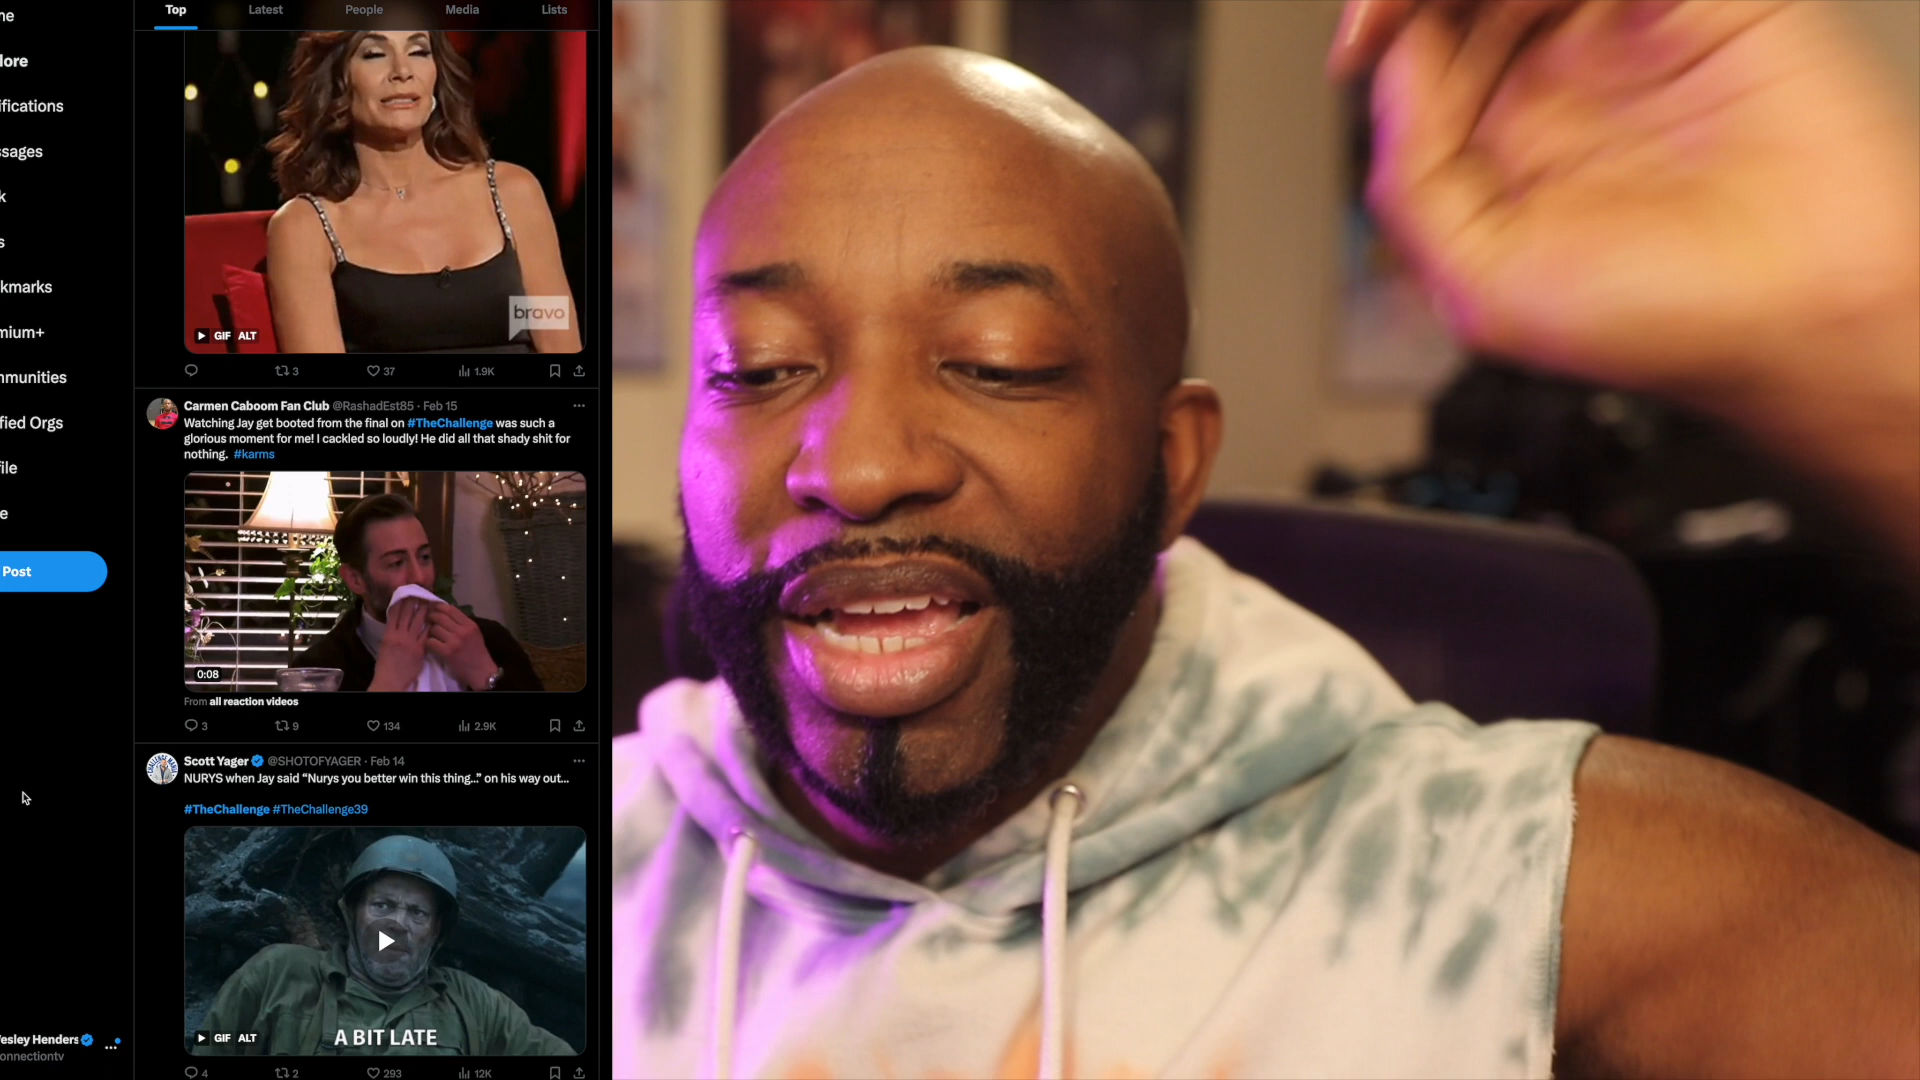 Top Latest People Media Lists
me
lore
ifications
ssages
k
s
kmarks
mium+
mmunities
fied Orgs
file
e
Post
esley Henders
onnectiontv
bravo
GIF ALT
3 37 1.9K
Carmen Caboom Fan Club @RashadEst85 · Feb 15
Watching Jay get booted from the final on #TheChallenge was such a
glorious moment for me! I cackled so loudly! He did all that shady shit for
nothing. #karms
0:08
From all reaction videos
3 9 134 2.9K
Scott Yager @SHOTOFYAGER · Feb 14
NURYS when Jay said “Nurys you better win this thing...” on his way out...
#TheChallenge #TheChallenge39
GIF ALT
A BIT LATE
4 2 293 12K